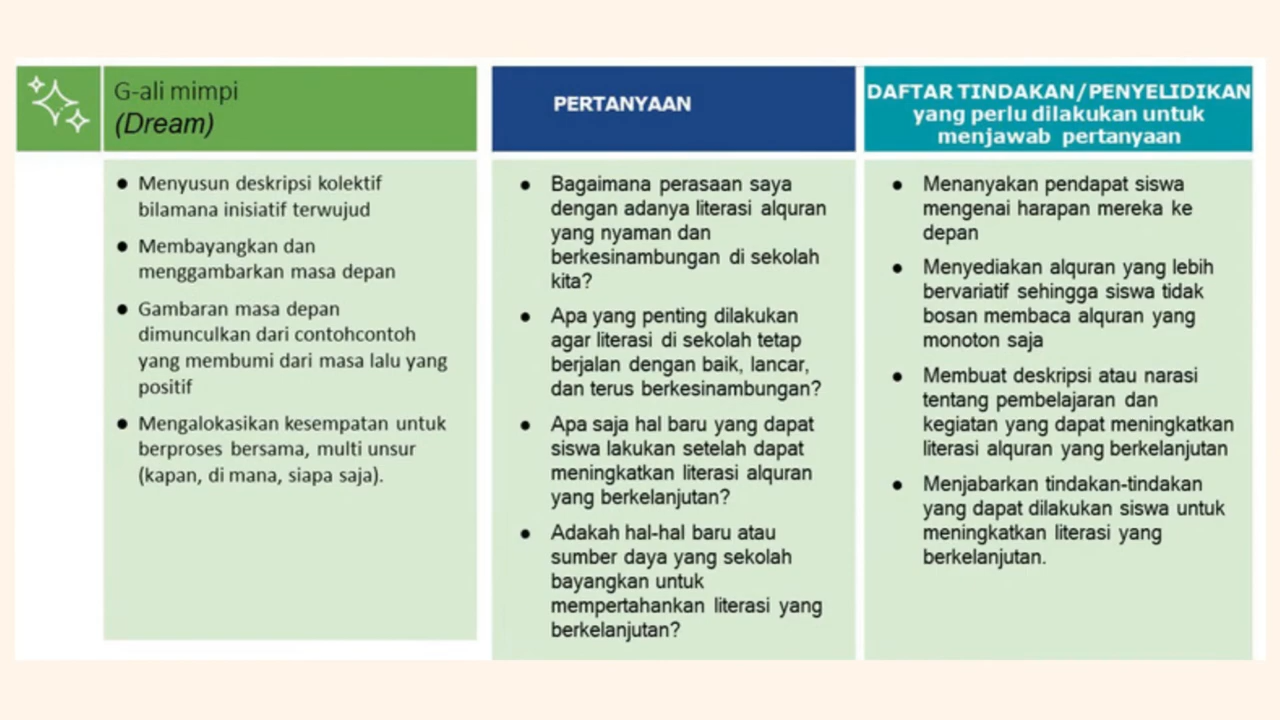 G-ali mimpi
(Dream)
● Menyusun deskripsi kolektif
bilamana inisiatif terwujud
● Membayangkan dan
menggambarkan masa depan
● Gambaran masa depan
dimunculkan dari contohcontoh
yang membumi dari masa lalu yang
positif
● Mengalokasikan kesempatan untuk
berproses bersama, multi unsur
(kapan, di mana, siapa saja).
PERTANYAAN
● Bagaimana perasaan saya
dengan adanya literasi alquran
yang nyaman dan
berkesinambungan di sekolah
kita?
● Apa yang penting dilakukan
agar literasi di sekolah tetap
berjalan dengan baik, lancar,
dan terus berkesinambungan?
● Apa saja hal baru yang dapat
siswa lakukan setelah dapat
meningkatkan literasi alquran
yang berkelanjutan?
● Adakah hal-hal baru atau
sumber daya yang sekolah
bayangkan untuk
mempertahankan literasi yang
berkelanjutan?
DAFTAR TINDAKAN/PENYELIDIKAN
yang perlu dilakukan untuk
menjawab pertanyaan
● Menanyakan pendapat siswa
mengenai harapan mereka ke
depan
● Menyediakan alquran yang lebih
bervariatif sehingga siswa tidak
bosan membaca alquran yang
monoton saja
● Membuat deskripsi atau narasi
tentang pembelajaran dan
kegiatan yang dapat meningkatkan
literasi alquran yang berkelanjutan
● Menjabarkan tindakan-tindakan
yang dapat dilakukan siswa untuk
meningkatkan literasi yang
berkelanjutan.